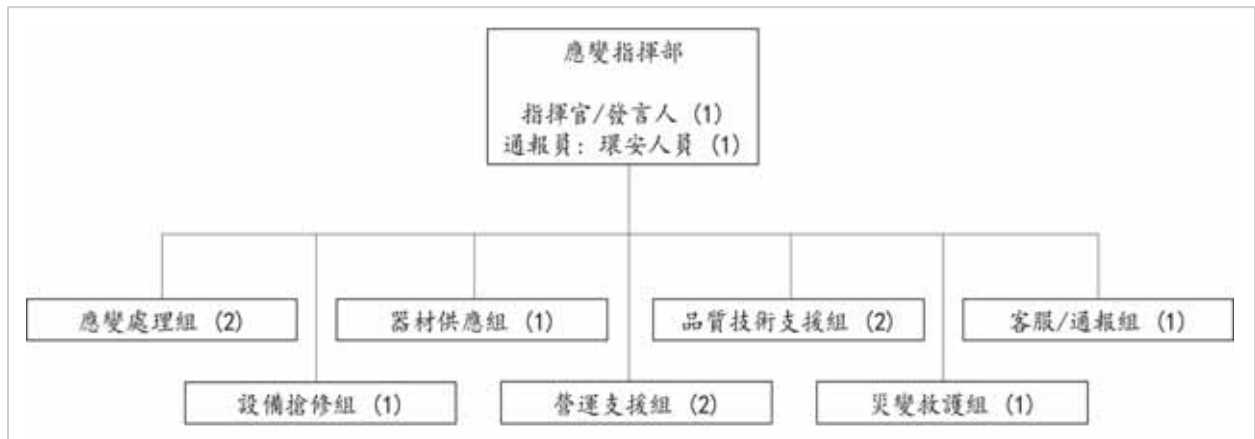 應變指揮部
指揮官/發言人 (1)
通報員: 環安人員 (1)
應變處理組 (2)
器材供應組 (1)
品質技術支援組 (2)
客服/通報組 (1)
設備搶修組 (1)
營運支援組 (2)
災變救護組 (1)